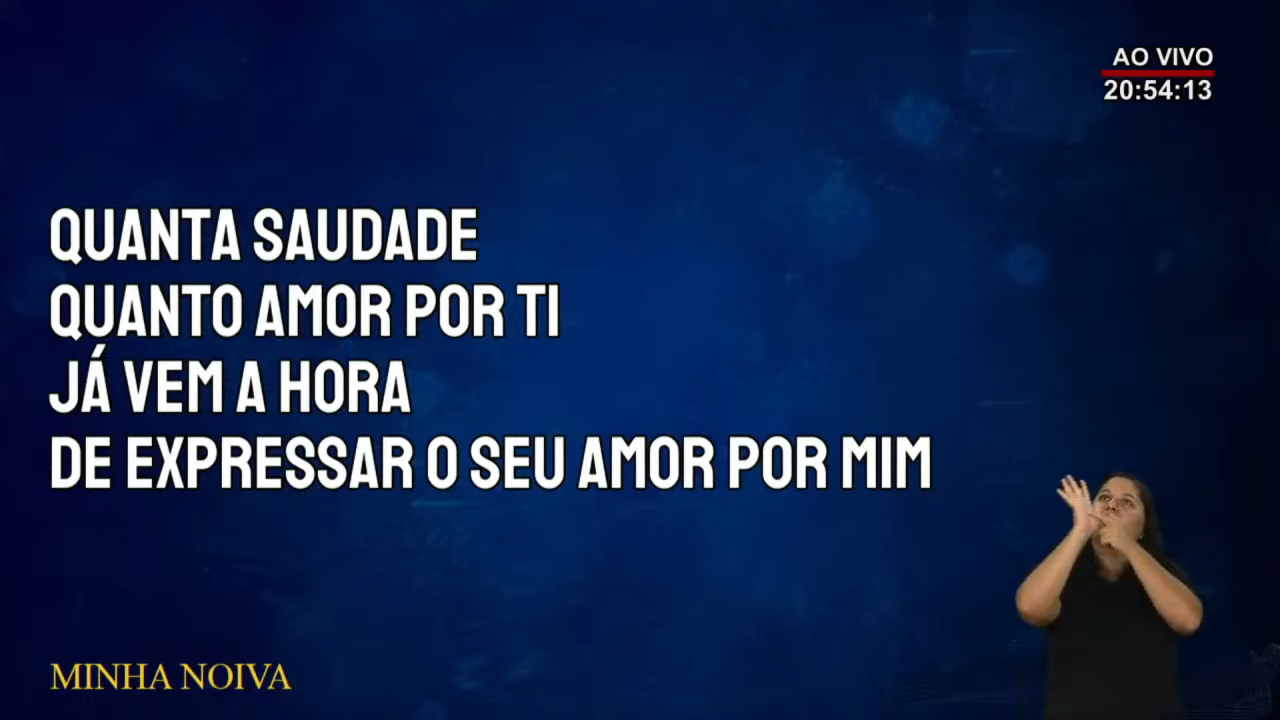 AO VIVO
20:54:13
QUANTA SAUDADE
QUANTO AMOR POR TI
JÁ VEM A HORA
DE EXPRESSAR O SEU AMOR POR MIM
MINHA NOIVA